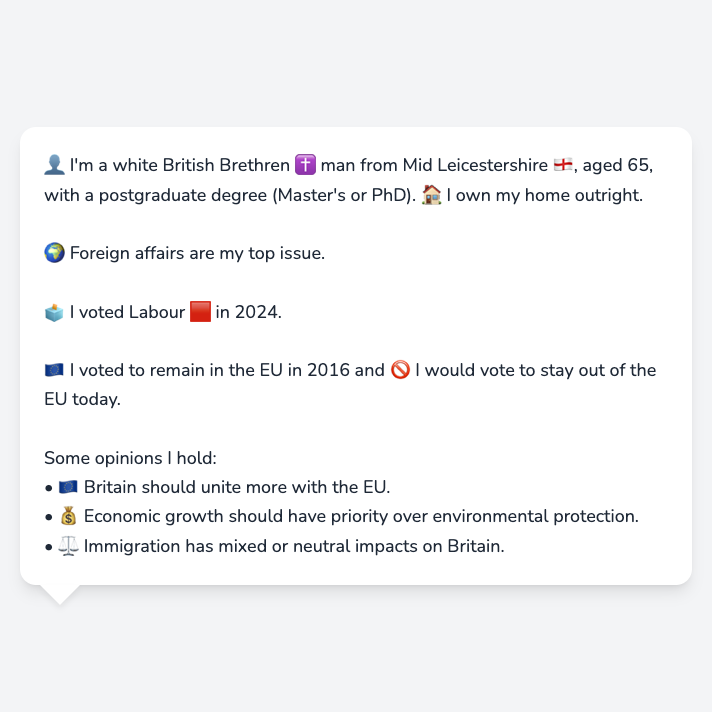 👤 I'm a white British Brethren ✝️ man from Mid Leicestershire 🏴󠁧󠁢󠁥󠁮󠁧󠁿, aged 65,
with a postgraduate degree (Master's or PhD). 🏠 I own my home outright.
🌍 Foreign affairs are my top issue.
🗳️ I voted Labour 🟥 in 2024.
🇪🇺 I voted to remain in the EU in 2016 and 🚫 I would vote to stay out of the
EU today.
Some opinions I hold:
• 🇪🇺 Britain should unite more with the EU.
• 💰 Economic growth should have priority over environmental protection.
• ⚖️ Immigration has mixed or neutral impacts on Britain.